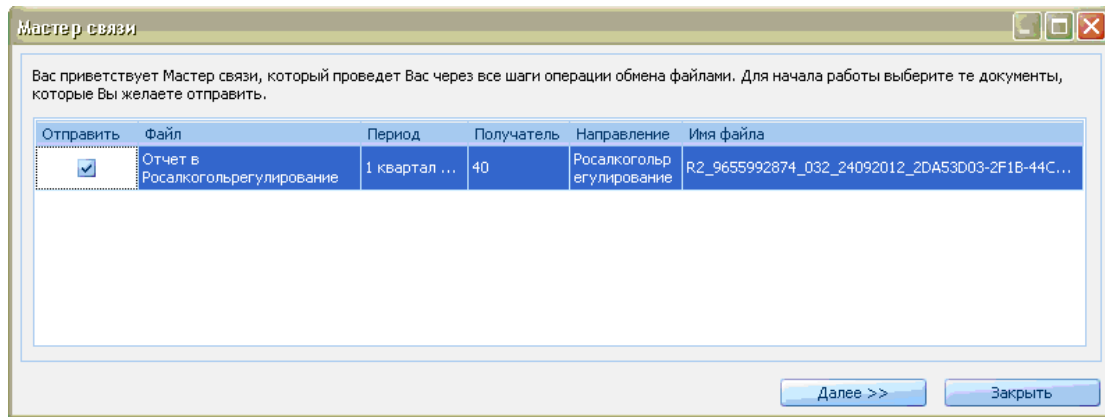 Мастер связи
Вас приветствует Мастер связи, который проведет Вас через все шаги операции обмена файлами. Для начала работы выберите те документы,
которые Вы желаете отправить.
Отправить Файл Период Получатель Направление Имя файла
Отчет в
Росалкогольрегулирование
1 квартал ...
40
Росалкогольр
егулирование
R2_9655992874_032_24092012_2DA53D03-2F1B-44C...
Далее >> Закрыть